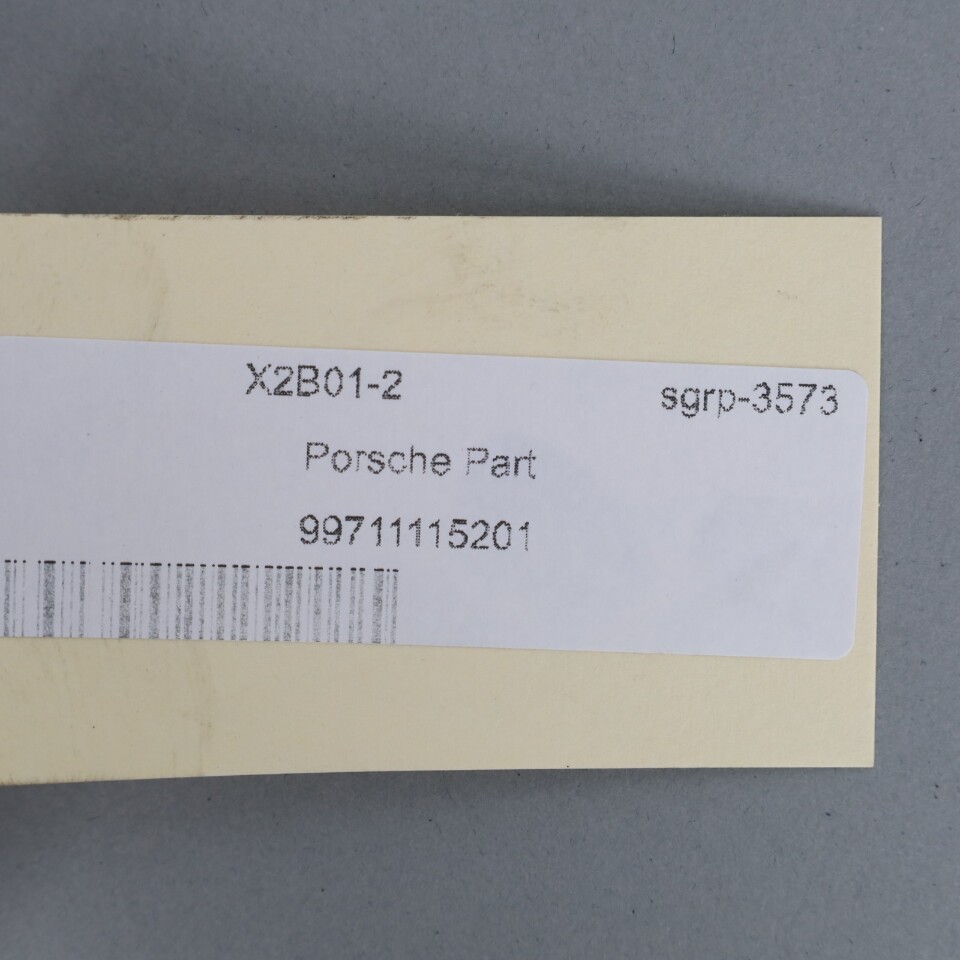 X2B01-2 sgrp-3573
Porsche Part
99711115201